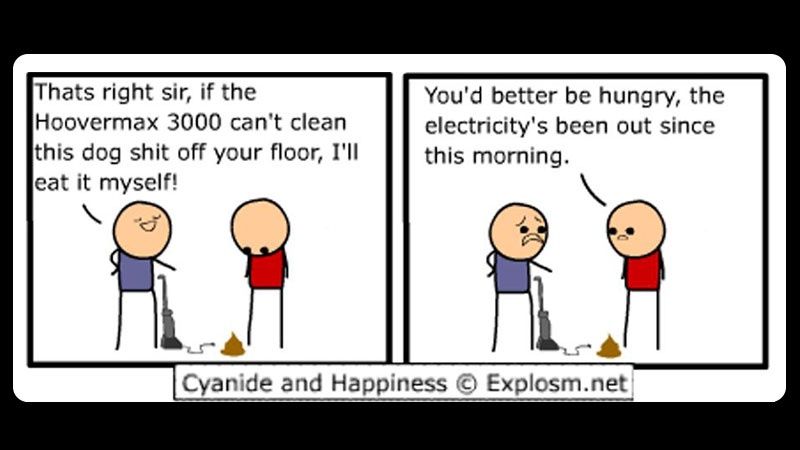 Thats right sir, if the
Hoovermax 3000 can't clean
this dog shit off your floor, I'll
eat it myself!
You'd better be hungry, the
electricity's been out since
this morning.
Cyanide and Happiness © Explosm.net